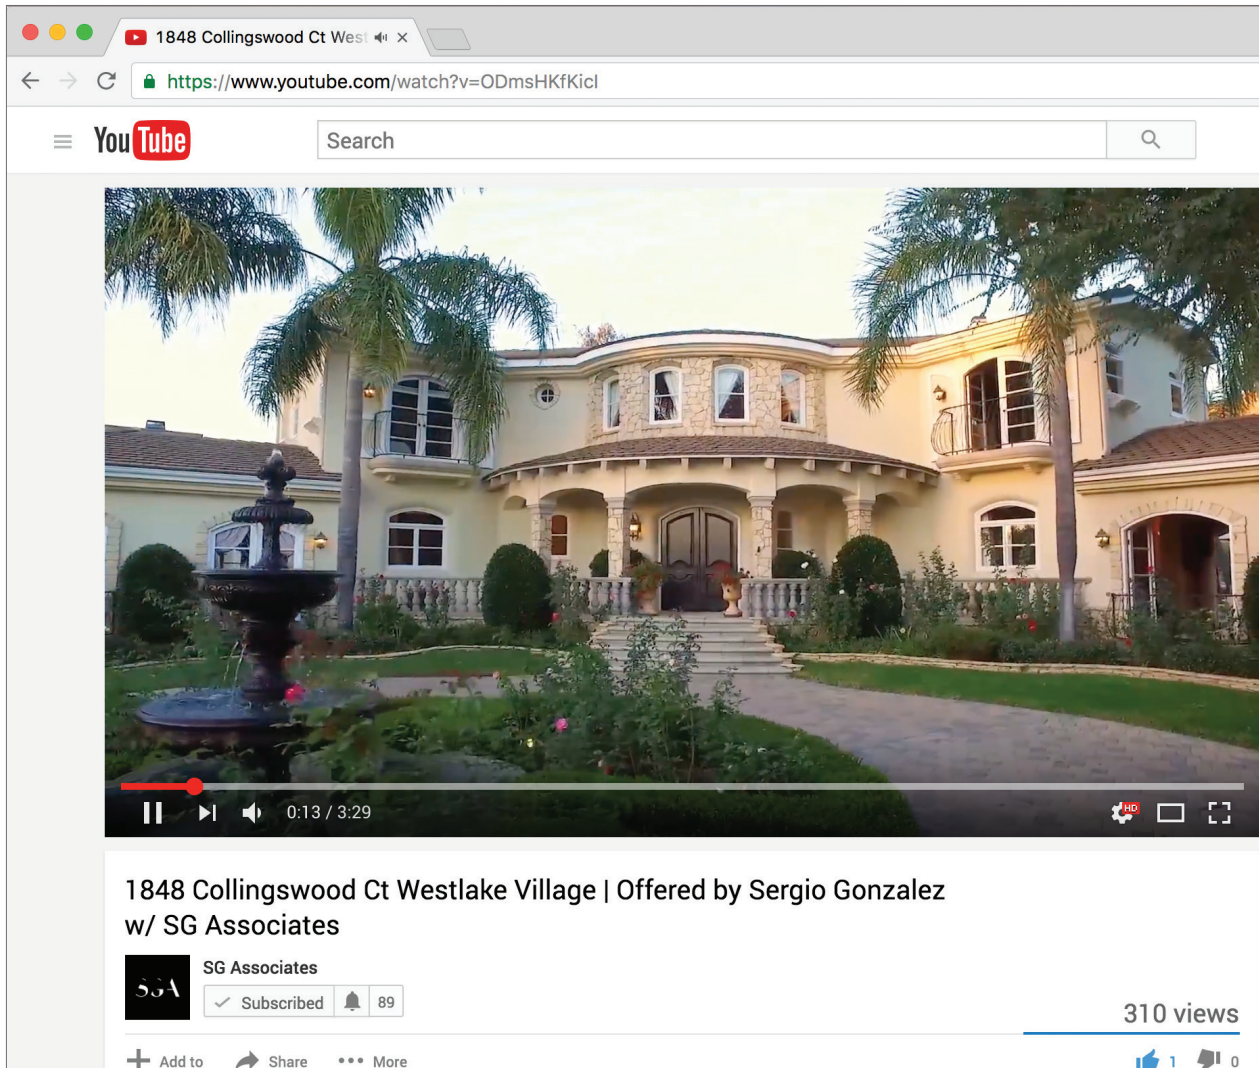 1848 Collingswood Ct West
https://www.youtube.com/watch?v=ODmsHKfKicI
YouTube
Search
0:13 / 3:29
HD
1848 Collingswood Ct Westlake Village | Offered by Sergio Gonzalez
w/ SG Associates
SGA
SG Associates
Subscribed 89
310 views
Add to Share More
1 0